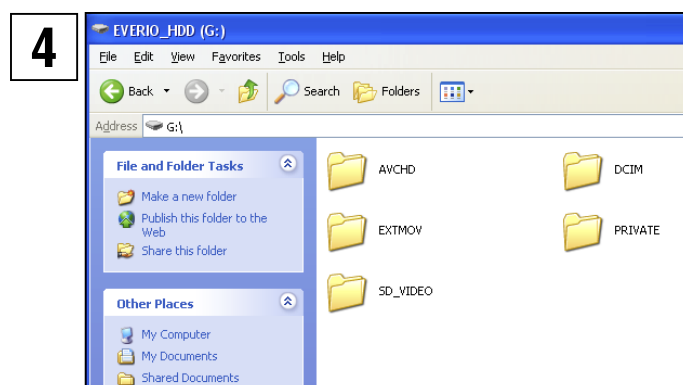 4
EVERIO_HDD (G:)
File Edit View Favorites Tools Help
Back Search Folders
Address G:\
File and Folder Tasks
Make a new folder
Publish this folder to the
Web
Share this folder
Other Places
My Computer
My Documents
Shared Documents
AVCHD DCIM
EXTMOV PRIVATE
SD_VIDEO